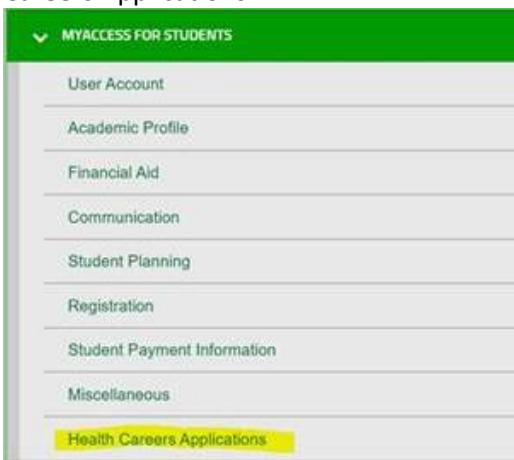 MYACCESS FOR STUDENTS
User Account
Academic Profile
Financial Aid
Communication
Student Planning
Registration
Student Payment Information
Miscellaneous
Health Careers Applications